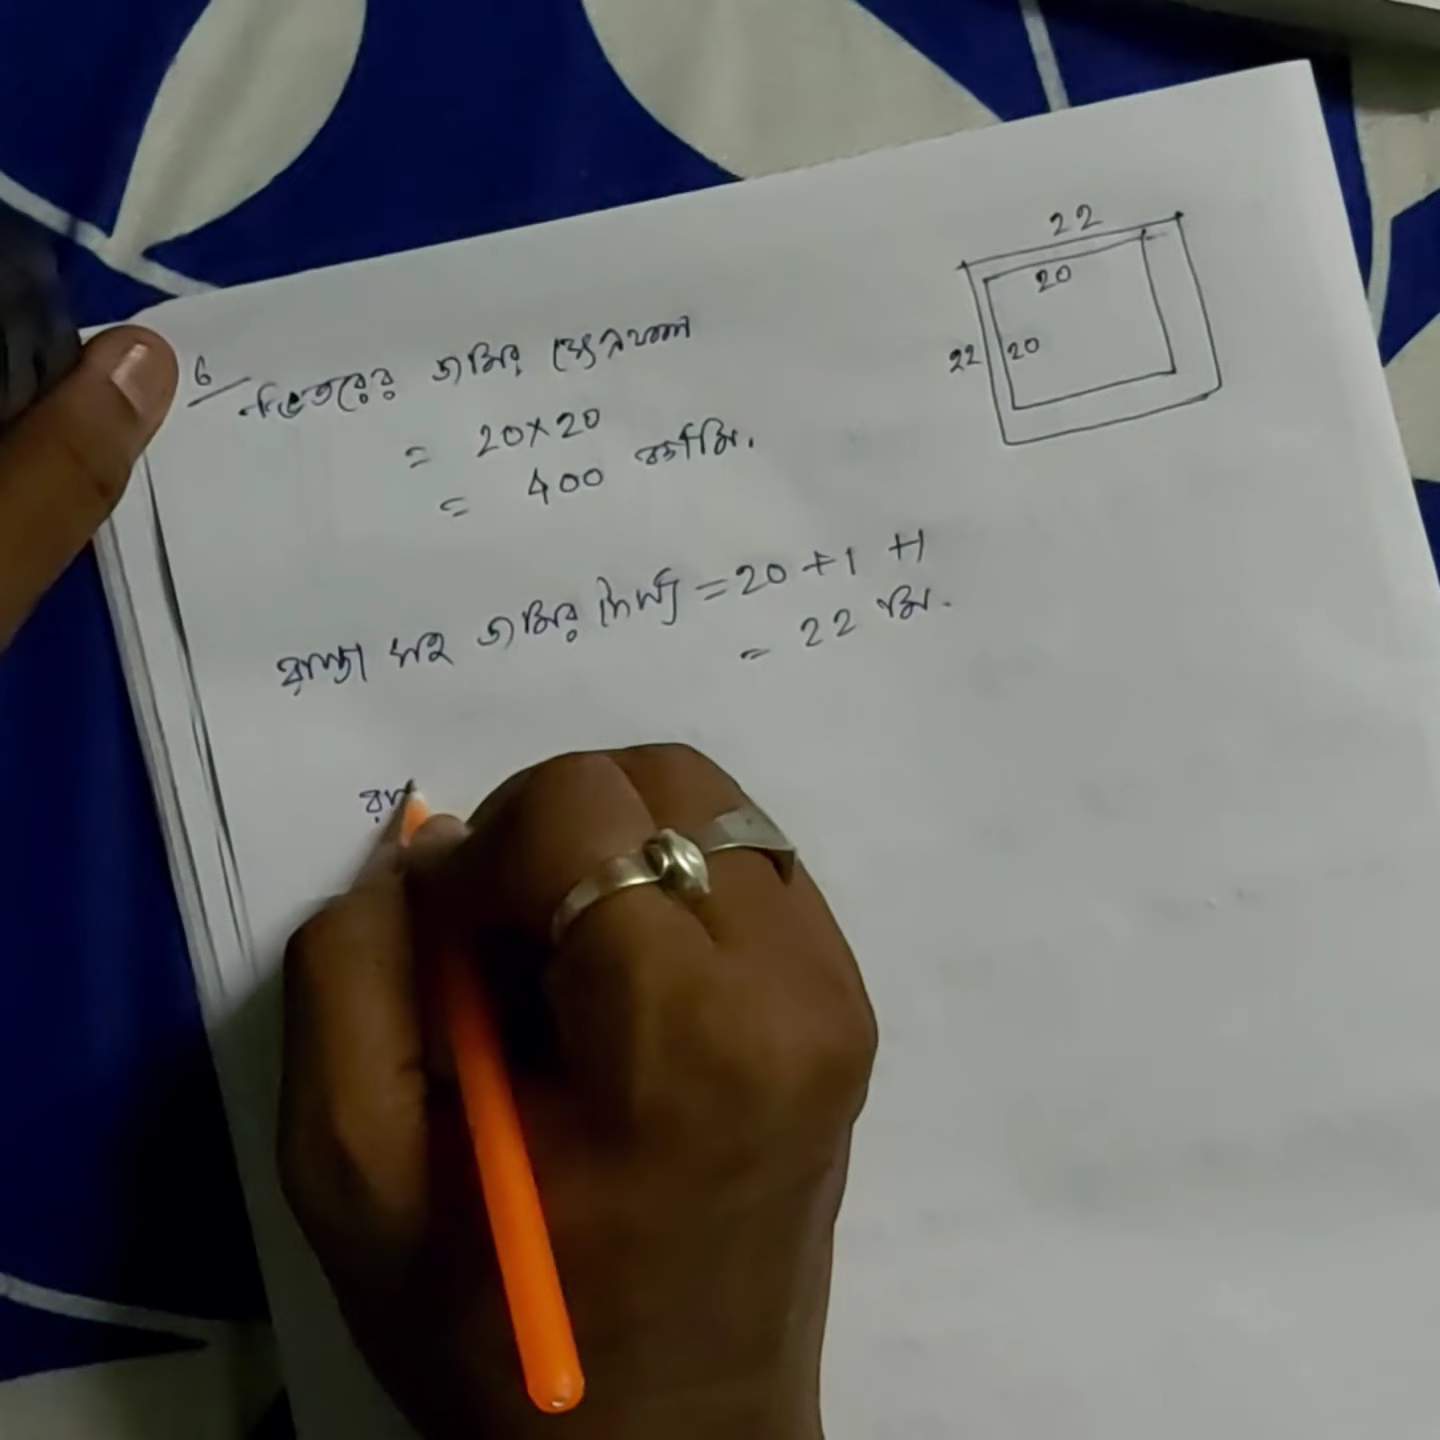 6
ভিতরের জমির ক্ষেত্রফল
= 20×20
= 400 বর্গমি.
রাস্তা সহ জমির দৈর্ঘ্য = 20 + 1 + 1
= 22 মি.
রাস
22
20
22
20